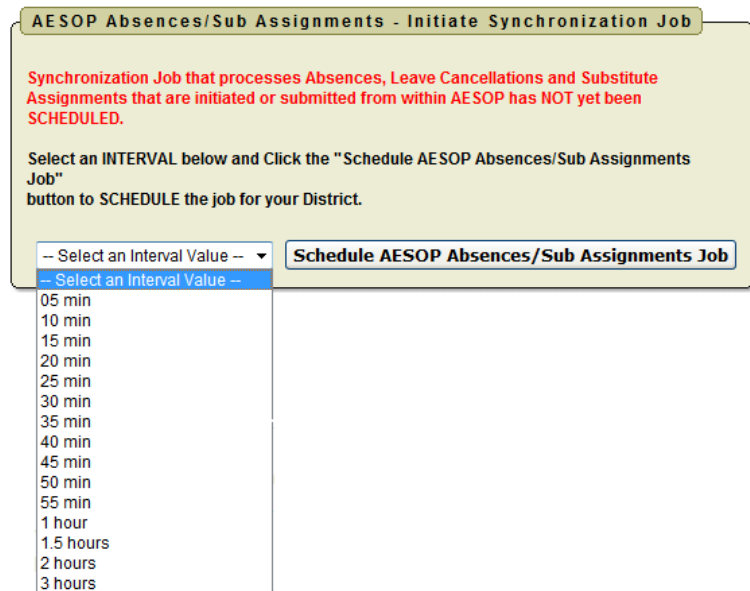 AESOP Absences/Sub Assignments - Initiate Synchronization Job
Synchronization Job that processes Absences, Leave Cancellations and Substitute
Assignments that are initiated or submitted from within AESOP has NOT yet been
SCHEDULED.
Select an INTERVAL below and Click the "Schedule AESOP Absences/Sub Assignments
Job"
button to SCHEDULE the job for your District.
-- Select an Interval Value -- Schedule AESOP Absences/Sub Assignments Job
-- Select an Interval Value --
05 min
10 min
15 min
20 min
25 min
30 min
35 min
40 min
45 min
50 min
55 min
1 hour
1.5 hours
2 hours
3 hours